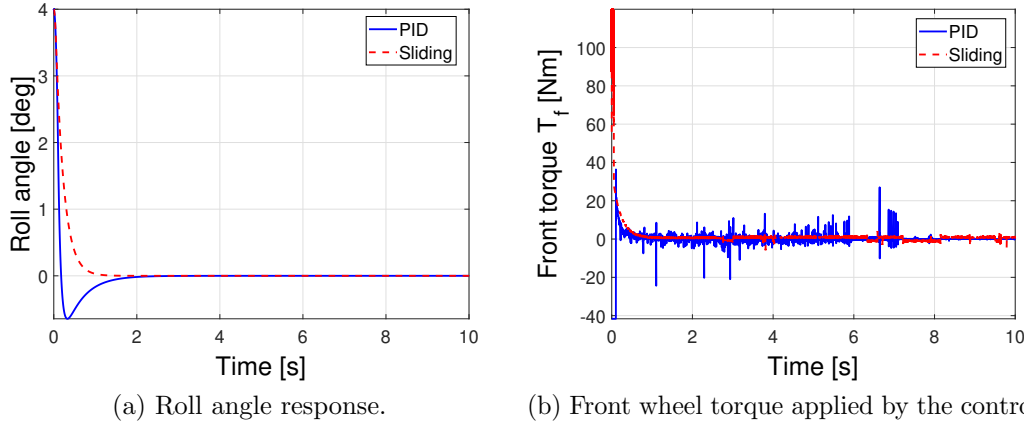 4
3
2
1
0
Roll angle [deg]
PID
Sliding
0
2
4
6
8
10
Time [s]
(a) Roll angle response.
100
80
60
40
20
0
-20
-40
Front torque T_f [Nm]
PID
Sliding
0
2
4
6
8
10
Time [s]
(b) Front wheel torque applied by the contro